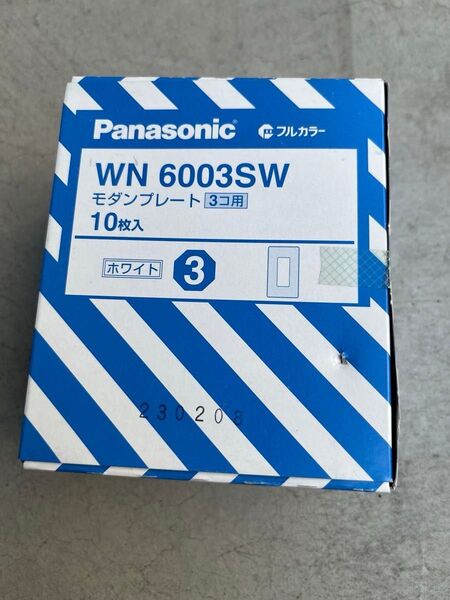 Panasonic フルカラー
WN 6003SW
モダンプレート 3コ用
10枚入
ホワイト 3
230208